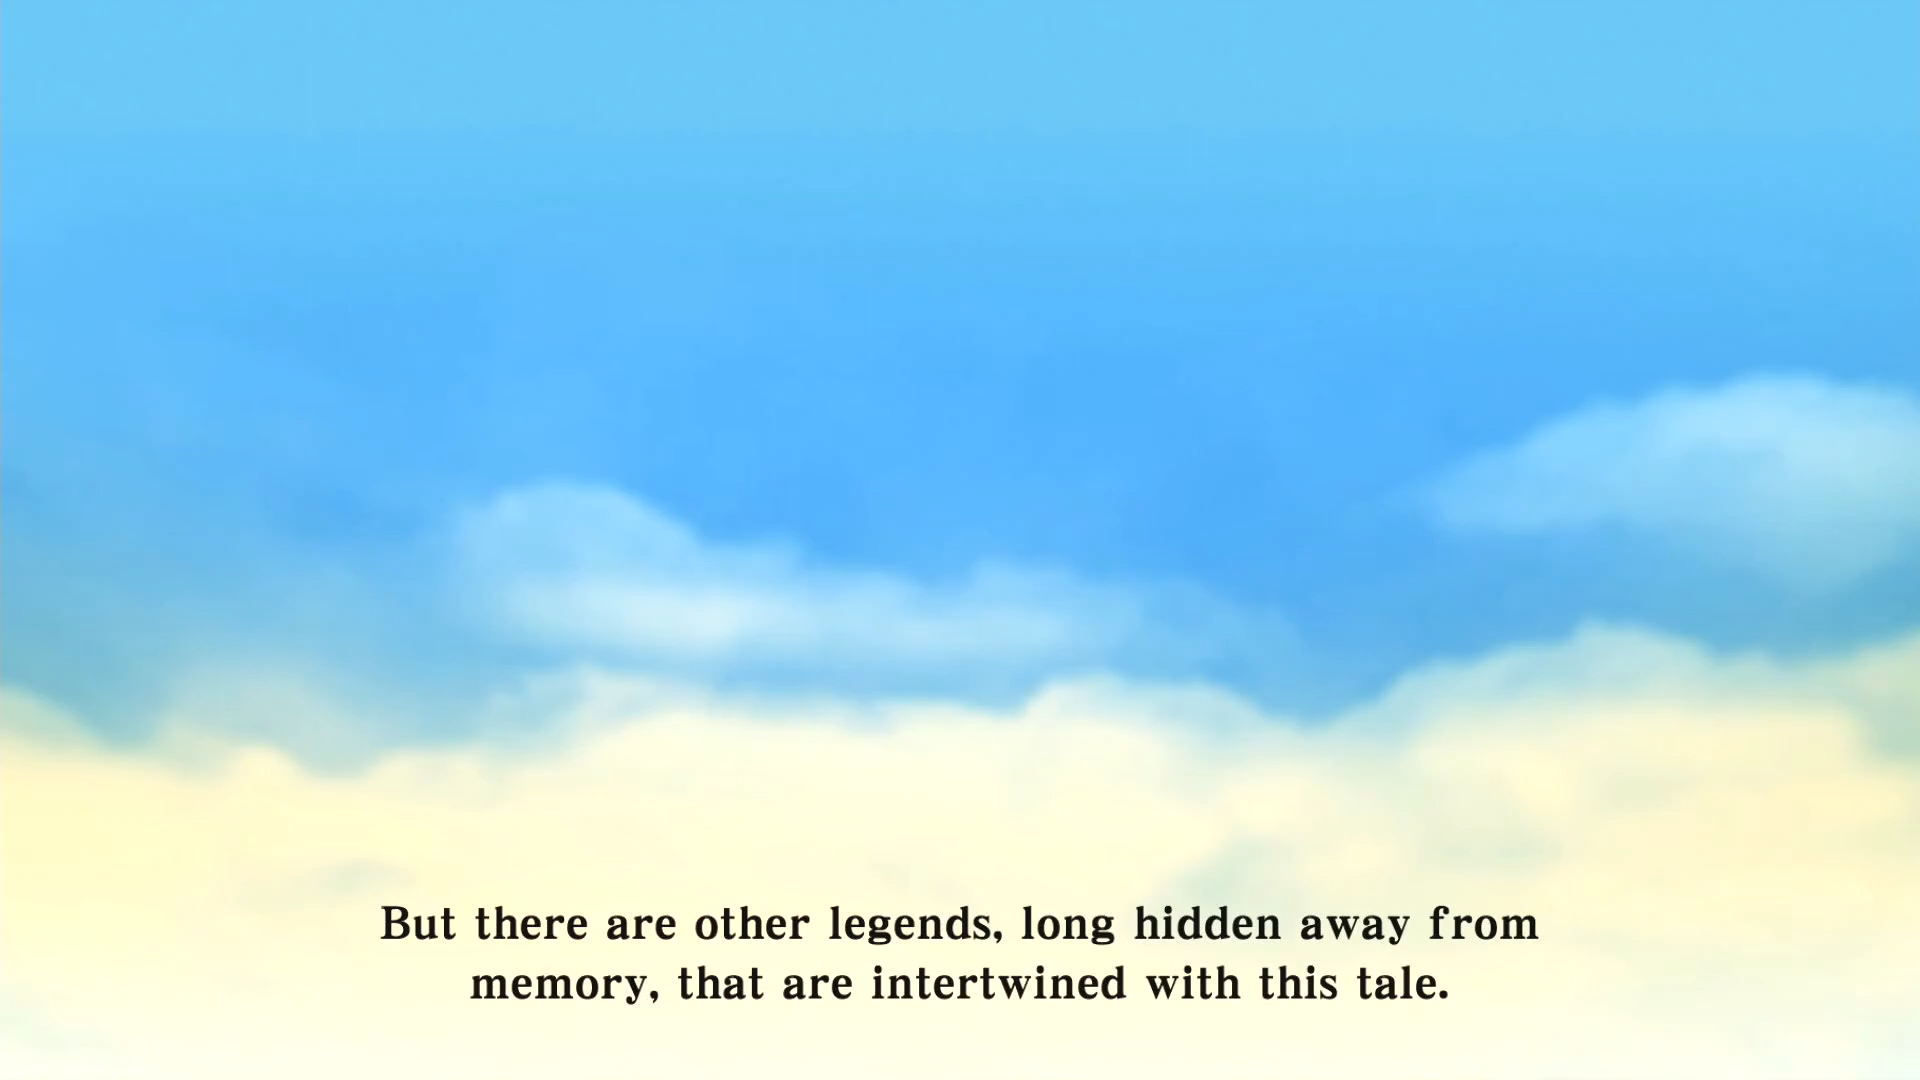 But there are other legends, long hidden away from
memory, that are intertwined with this tale.